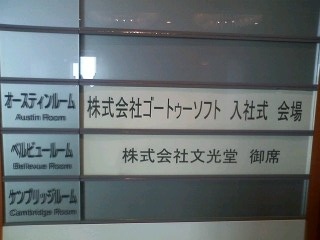 オースティンルーム
Austin Room
株式会社ゴートゥーソフト 入社式 会場
ベルビュールーム
Bellevue Room
株式会社文光堂 御席
ケンブリッジルーム
Cambridge Room